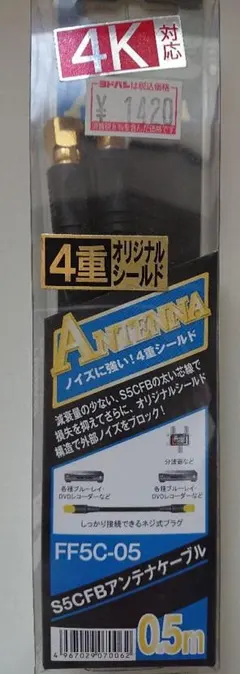 4K
対応
ヨドバシは税込価格
¥ 1420
4重
オリジナル
シールド
ANTENNA
ノイズに強い!4重シールド
減衰量の少ない、S5CFBの太い芯線で
損失を抑えてさらに、オリジナルシールド
構造で外部ノイズをブロック!
分波器など
各種ブルーレイ・
DVDレコーダーなど
各種ブルーレイ・
DVDレコーダーなど
しっかり接続できるネジ式プラグ
FF5C-05
S5CFBアンテナケーブル
0.5m
4 967029 070062